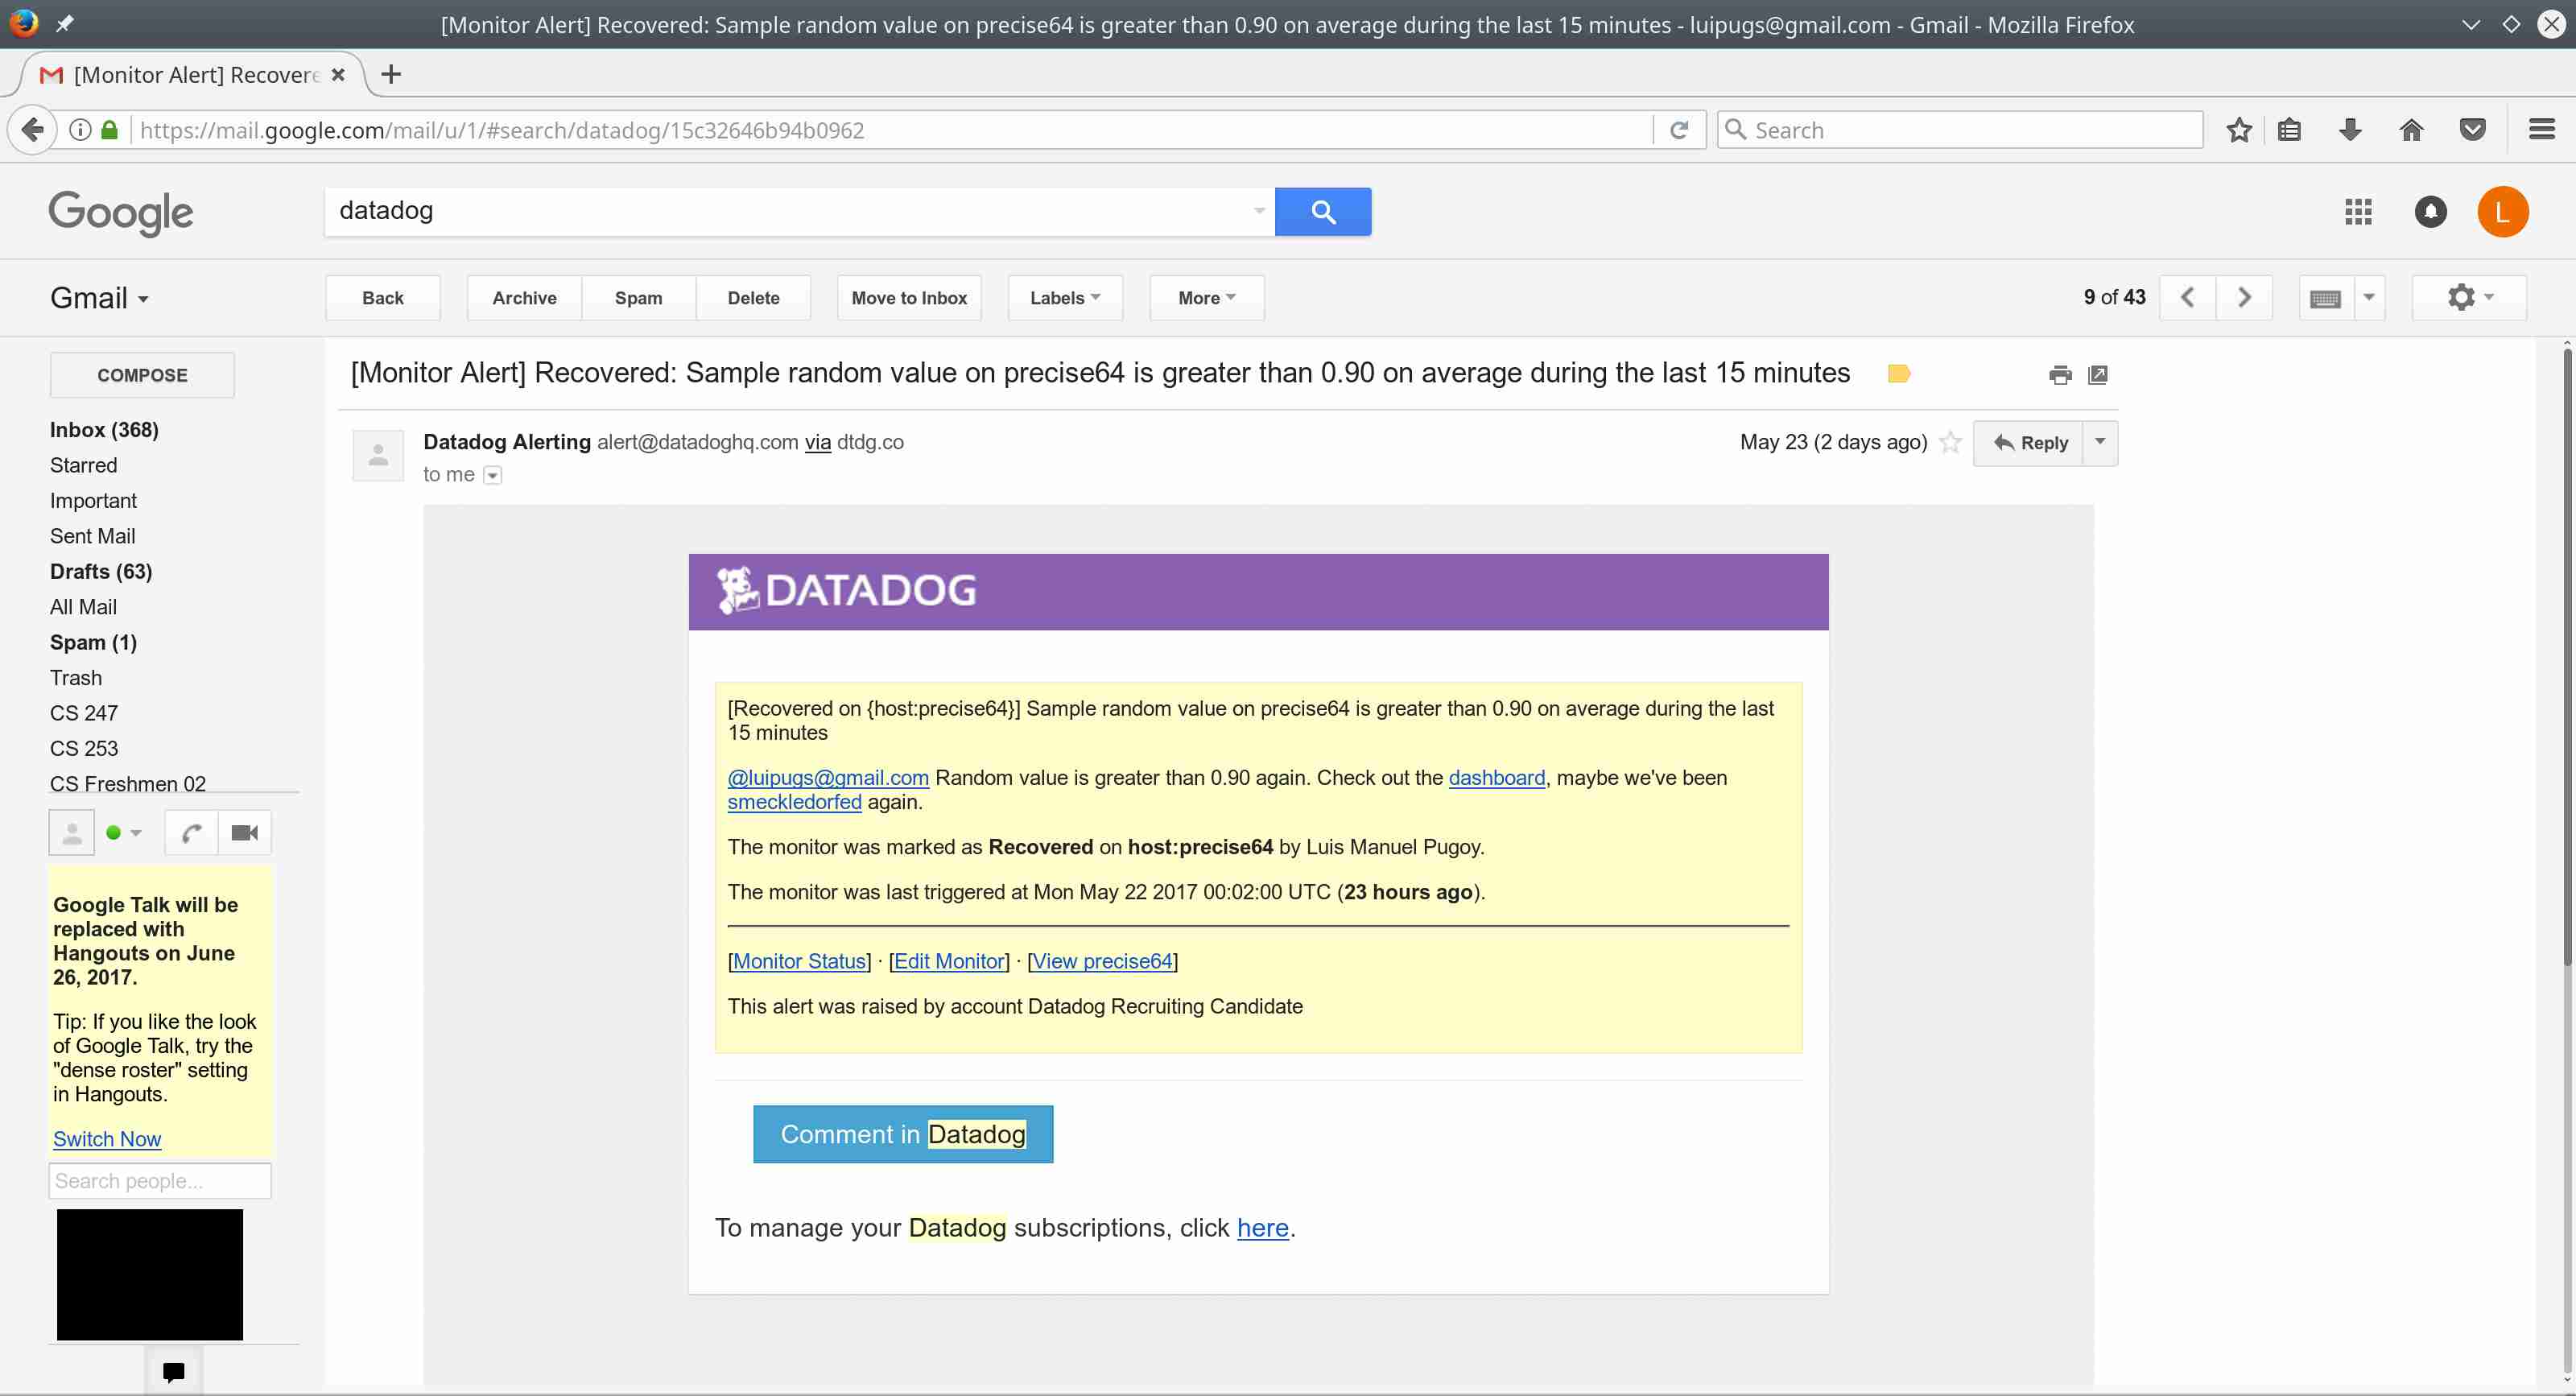 [Monitor Alert] Recovered: Sample random value on precise64 is greater than 0.90 on average during the last 15 minutes - luipugs@gmail.com - Gmail - Mozilla Firefox
[Monitor Alert] Recovere
https://mail.google.com/mail/u/1/#search/datadog/15c32646b94b0962
Search
Google
datadog
L
Gmail
Back
Archive
Spam
Delete
Move to Inbox
Labels
More
9 of 43
COMPOSE
Inbox (368)
Starred
Important
Sent Mail
Drafts (63)
All Mail
Spam (1)
Trash
CS 247
CS 253
CS Freshmen 02
Google Talk will be
replaced with
Hangouts on June
26, 2017.
Tip: If you like the look
of Google Talk, try the
"dense roster" setting
in Hangouts.
Switch Now
Search people...
[Monitor Alert] Recovered: Sample random value on precise64 is greater than 0.90 on average during the last 15 minutes
Datadog Alerting alert@datadoghq.com via dtdg.co
May 23 (2 days ago)
Reply
to me
DATADOG
[Recovered on {host:precise64}] Sample random value on precise64 is greater than 0.90 on average during the last
15 minutes
@luipugs@gmail.com Random value is greater than 0.90 again. Check out the dashboard, maybe we've been
smeckledorfed again.
The monitor was marked as Recovered on host:precise64 by Luis Manuel Pugoy.
The monitor was last triggered at Mon May 22 2017 00:02:00 UTC (23 hours ago).
[Monitor Status] · [Edit Monitor] · [View precise64]
This alert was raised by account Datadog Recruiting Candidate
Comment in Datadog
To manage your Datadog subscriptions, click here.